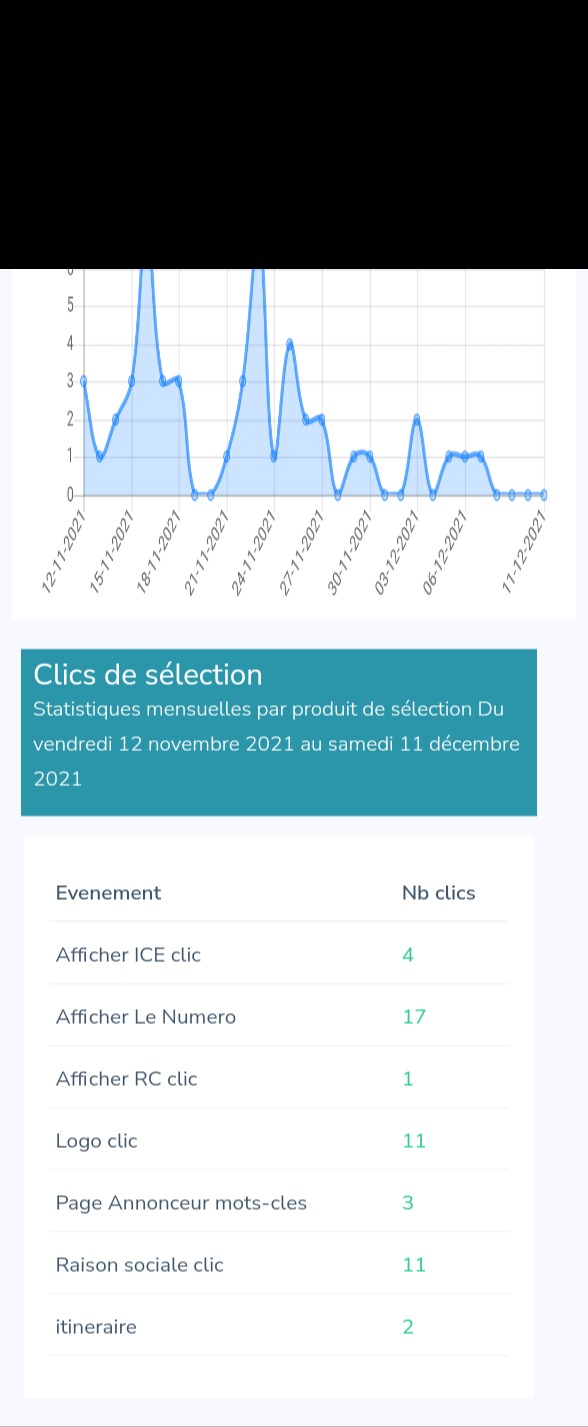 5
4
3
2
1
0
12-11-2021
15-11-2021
18-11-2021
21-11-2021
24-11-2021
27-11-2021
30-11-2021
03-12-2021
06-12-2021
11-12-2021
Clics de sélection
Statistiques mensuelles par produit de sélection Du
vendredi 12 novembre 2021 au samedi 11 décembre
2021
Evenement Nb clics
Afficher ICE clic 4
Afficher Le Numero 17
Afficher RC clic 1
Logo clic 11
Page Annonceur mots-cles 3
Raison sociale clic 11
itineraire 2